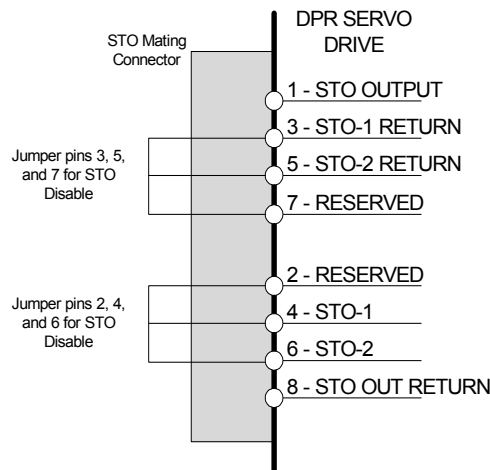 DPR SERVO
DRIVE
STO Mating
Connector
1 - STO OUTPUT
3 - STO-1 RETURN
5 - STO-2 RETURN
7 - RESERVED
Jumper pins 3, 5,
and 7 for STO
Disable
2 - RESERVED
4 - STO-1
6 - STO-2
8 - STO OUT RETURN
Jumper pins 2, 4,
and 6 for STO
Disable